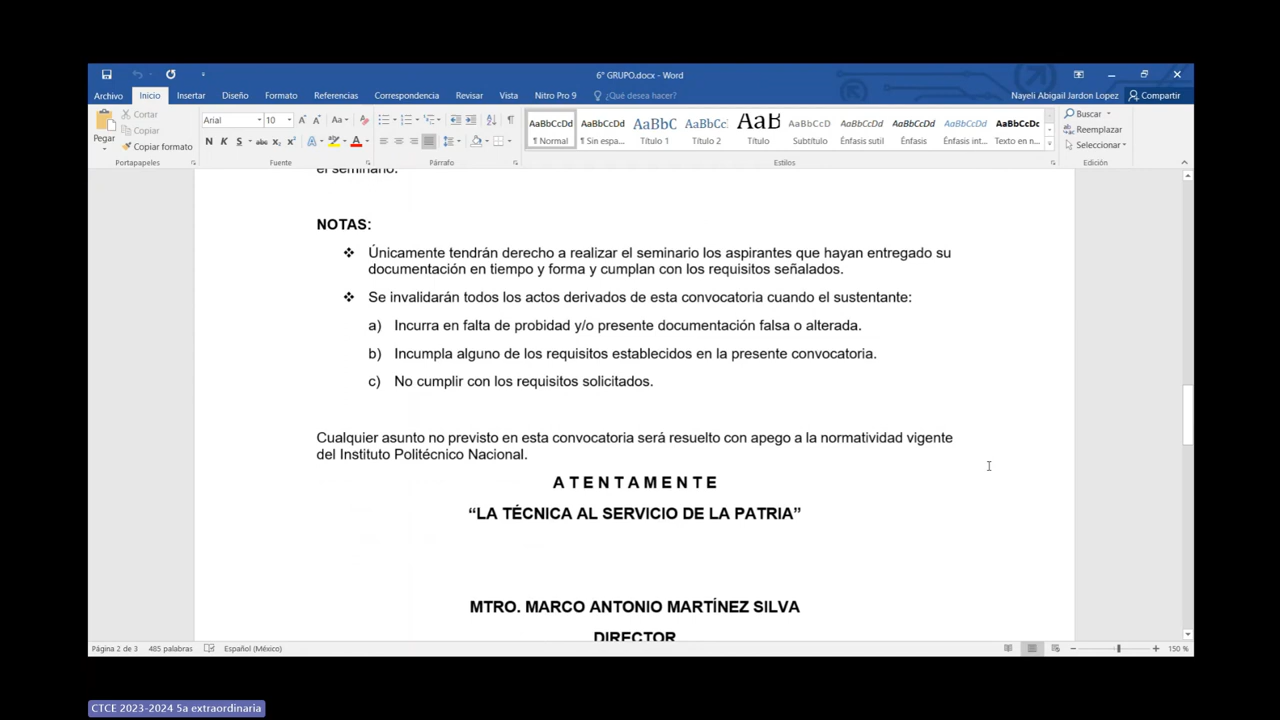 6° GRUPO.docx - Word
Archivo Inicio Insertar Diseño Formato Referencias Correspondencia Revisar Vista Nitro Pro 9 ¿Qué desea hacer? Nayeli Abigail Jardon Lopez Compartir
Pegar
Cortar
Copiar
Copiar formato
Portapapeles
Arial 10
Fuente
Párrafo
AaBbCcDd AaBbCcDd AaBbC AaBbCc AaB AaBbCcD AaBbCcDd AaBbCcDd AaBbCcDd AaBbCcDc
¶ Normal ¶ Sin espa... Título 1 Título 2 Título Subtítulo Énfasis sutil Énfasis Énfasis int... Texto en n...
Estilos
Buscar
Reemplazar
Seleccionar
Edición
el seminario.
NOTAS:
❖ Únicamente tendrán derecho a realizar el seminario los aspirantes que hayan entregado su
documentación en tiempo y forma y cumplan con los requisitos señalados.
❖ Se invalidarán todos los actos derivados de esta convocatoria cuando el sustentante:
a) Incurra en falta de probidad y/o presente documentación falsa o alterada.
b) Incumpla alguno de los requisitos establecidos en la presente convocatoria.
c) No cumplir con los requisitos solicitados.
Cualquier asunto no previsto en esta convocatoria será resuelto con apego a la normatividad vigente
del Instituto Politécnico Nacional.
A T E N T A M E N T E
“LA TÉCNICA AL SERVICIO DE LA PATRIA”
MTRO. MARCO ANTONIO MARTÍNEZ SILVA
DIRECTOR
Página 2 de 3 485 palabras Español (México) 150 %
CTCE 2023-2024 5a extraordinaria